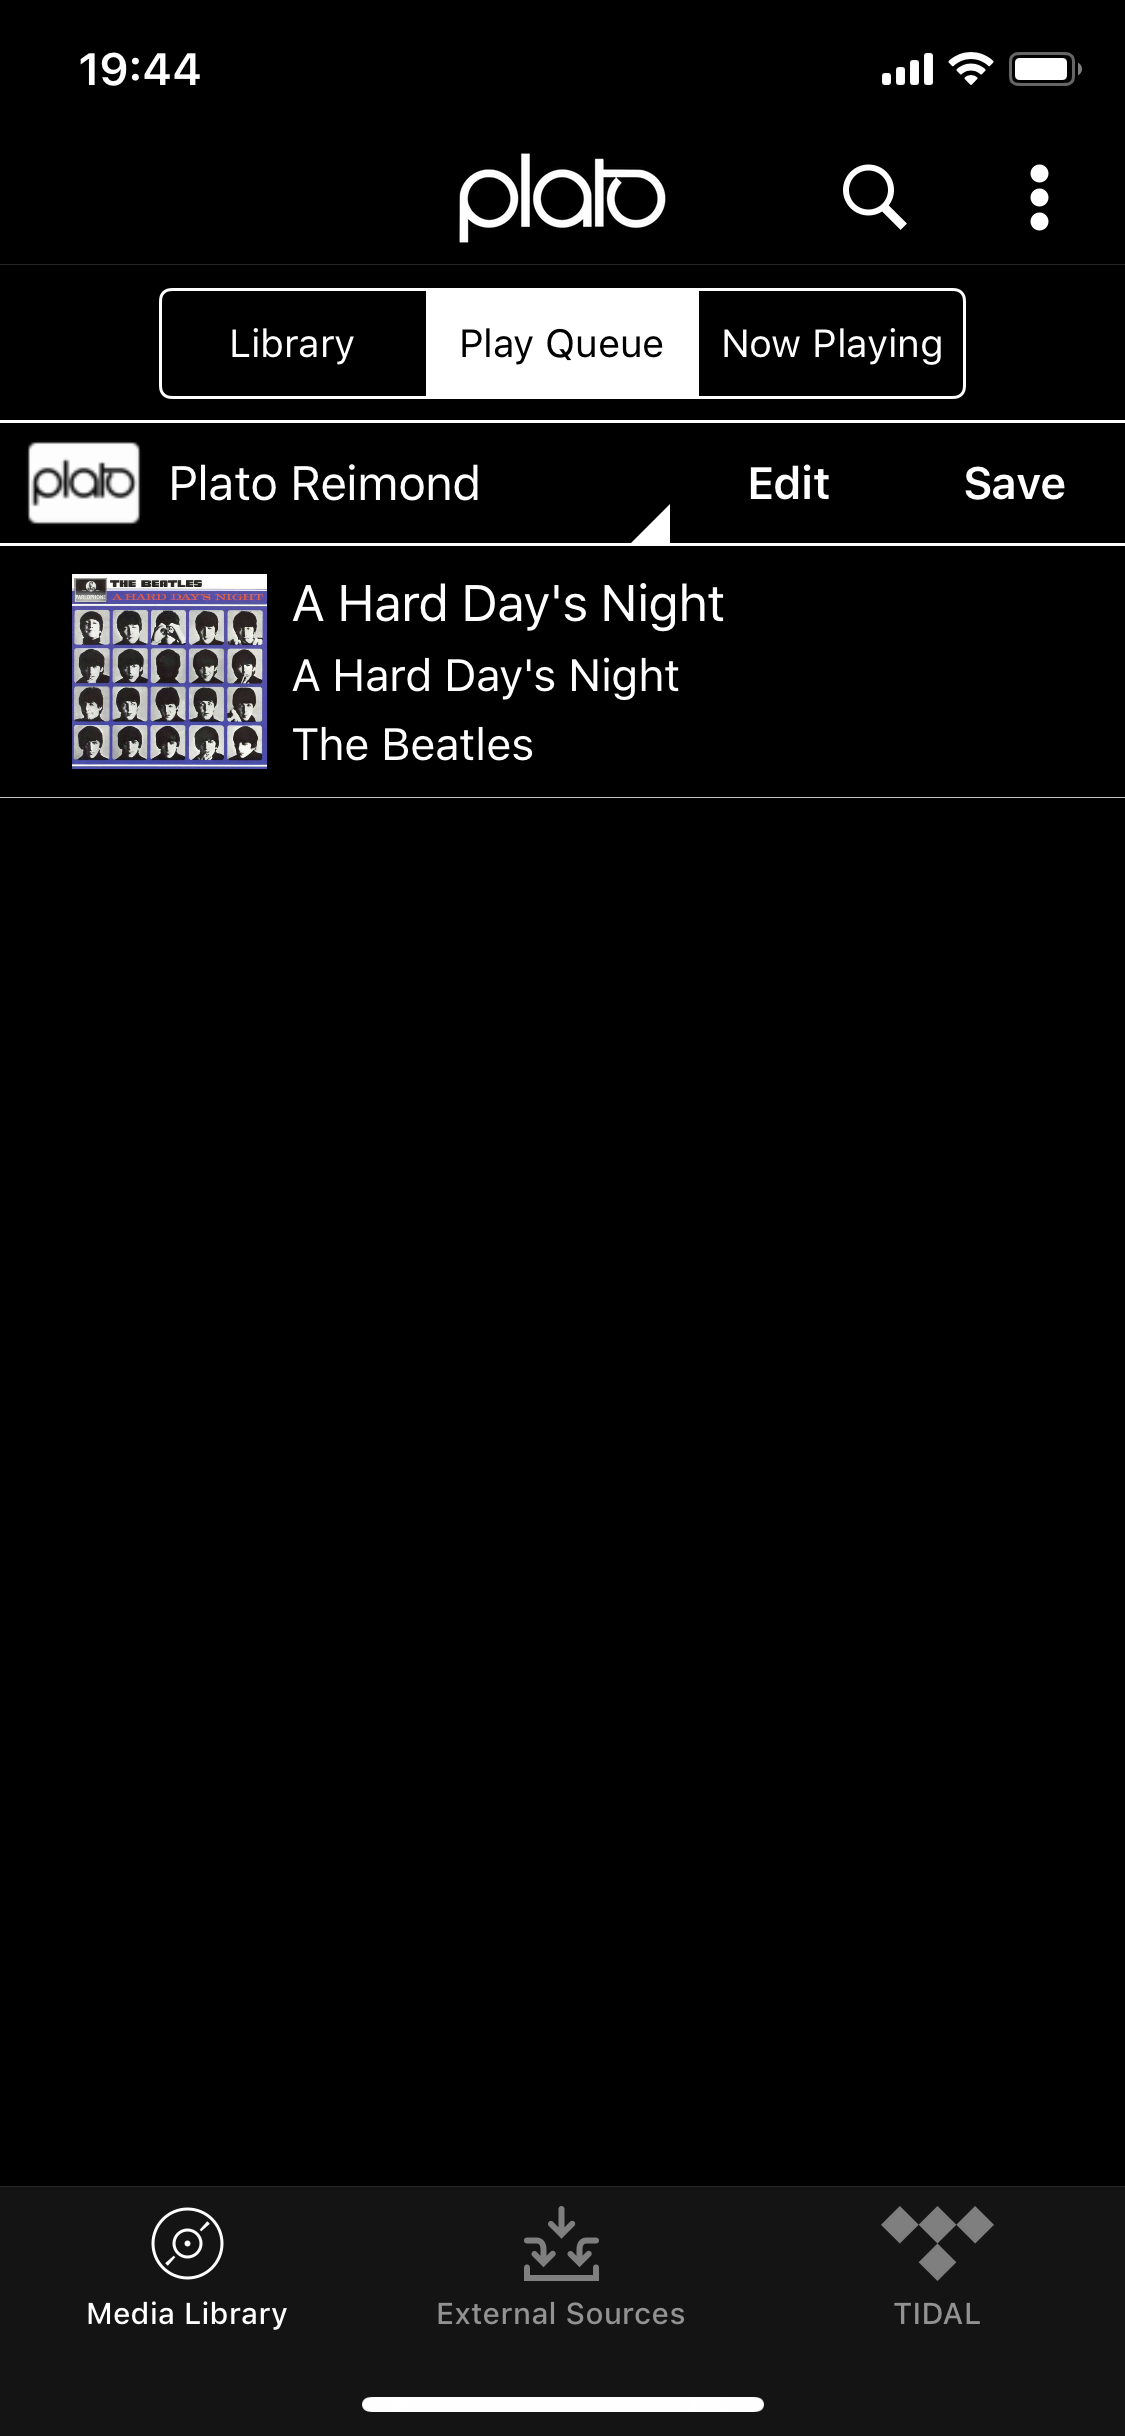 19:44
plato
Library
Play Queue
Now Playing
plato
Plato Reimond
Edit
Save
THE BEATLES
PARLOPHONE
A HARD DAY'S NIGHT
A Hard Day's Night
A Hard Day's Night
The Beatles
Media Library
External Sources
TIDAL